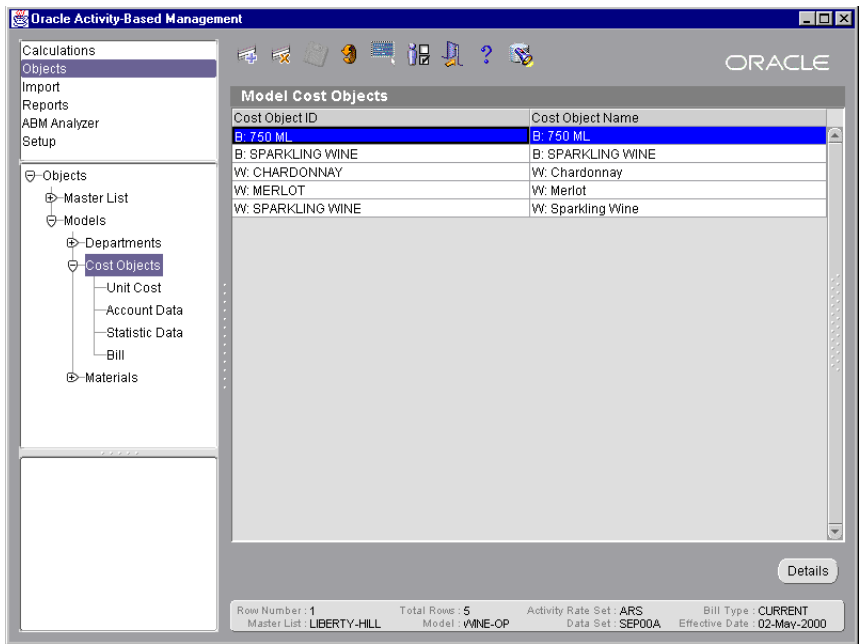 Oracle Activity-Based Management
Calculations
Objects
Import
Reports
ABM Analyzer
Setup
ORACLE
Model Cost Objects
Cost Object ID Cost Object Name
B: 750 ML B: 750 ML
B: SPARKLING WINE B: SPARKLING WINE
W: CHARDONNAY W: Chardonnay
W: MERLOT W: Merlot
W: SPARKLING WINE W: Sparkling Wine
Objects
Master List
Models
Departments
Cost Objects
Unit Cost
Account Data
Statistic Data
Bill
Materials
Details
Row Number : 1 Total Rows : 5 Activity Rate Set : ARS Bill Type : CURRENT
Master List : LIBERTY-HILL Model : WINE-OP Data Set : SEP00A Effective Date : 02-May-2000